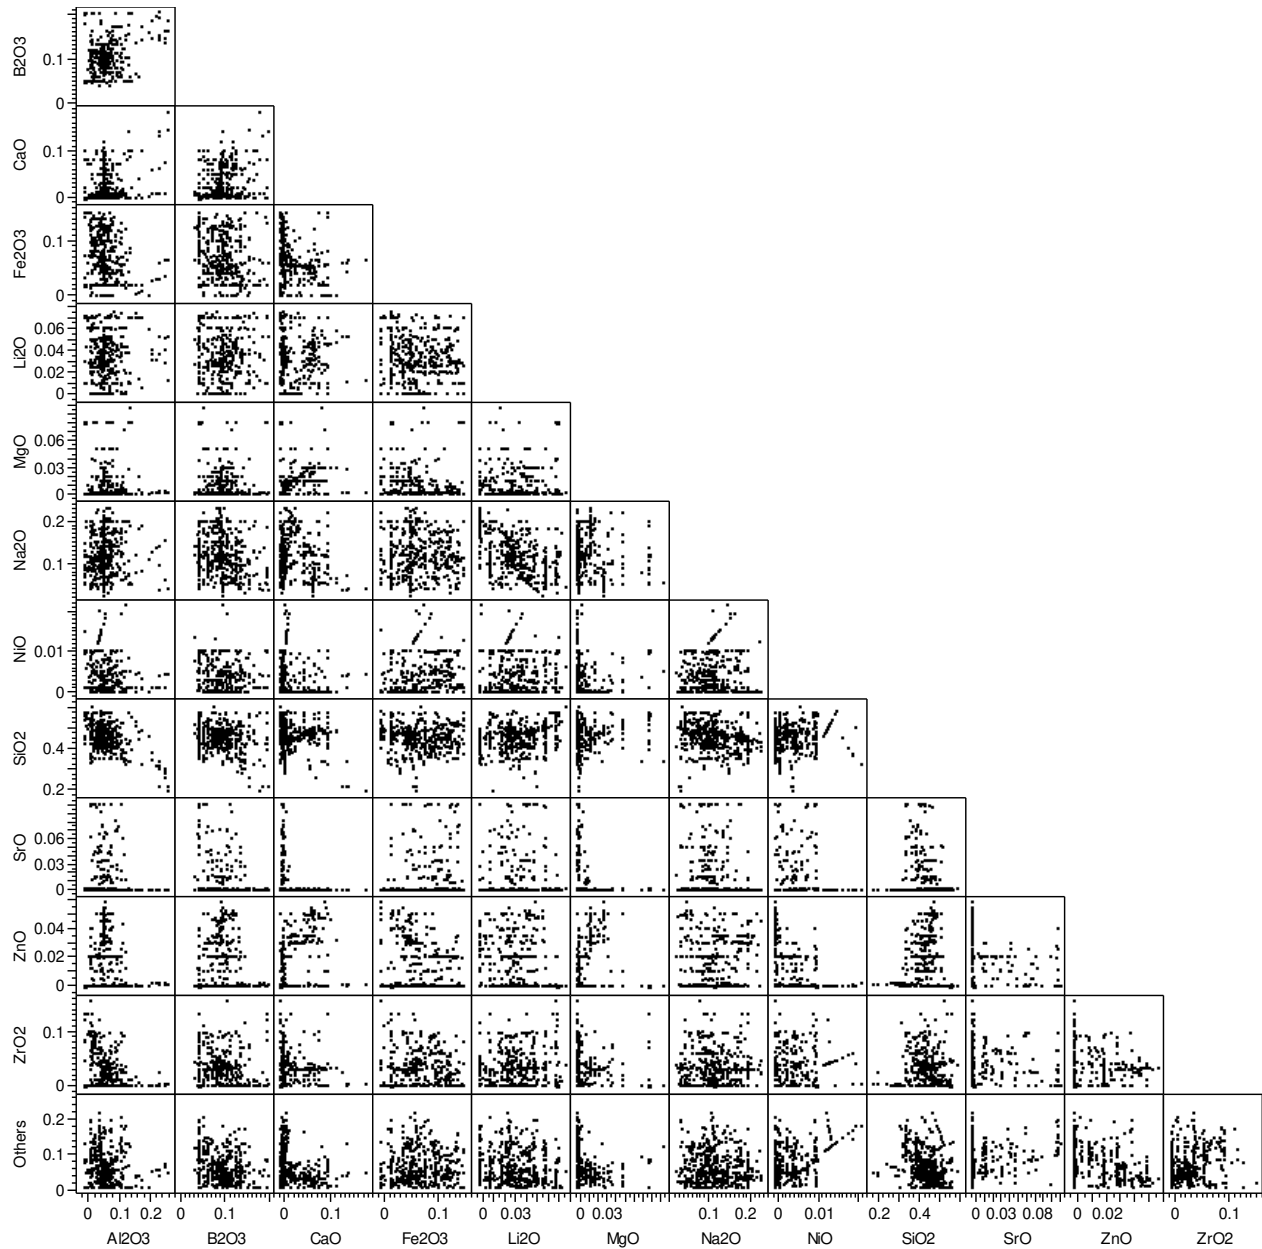 B2O3 0.1 0
CaO 0.1 0
Fe2O3 0.1 0
Li2O 0.06 0.04 0.02 0
MgO 0.06 0.03 0
Na2O 0.2 0.1
NiO 0.01 0
SiO2 0.4 0.2
SrO 0.06 0.03 0
ZnO 0.04 0.02 0
ZrO2 0.1 0
Others 0.2 0.1 0
0 0.1 0.2 0.1 0 0.1 0 0.1 0 0.03 0 0.03 0.1 0.2 0 0.01 0.2 0.4 0 0.03 0.08 0 0.02 0 0.1
Al2O3 B2O3 CaO Fe2O3 Li2O MgO Na2O NiO SiO2 SrO ZnO ZrO2